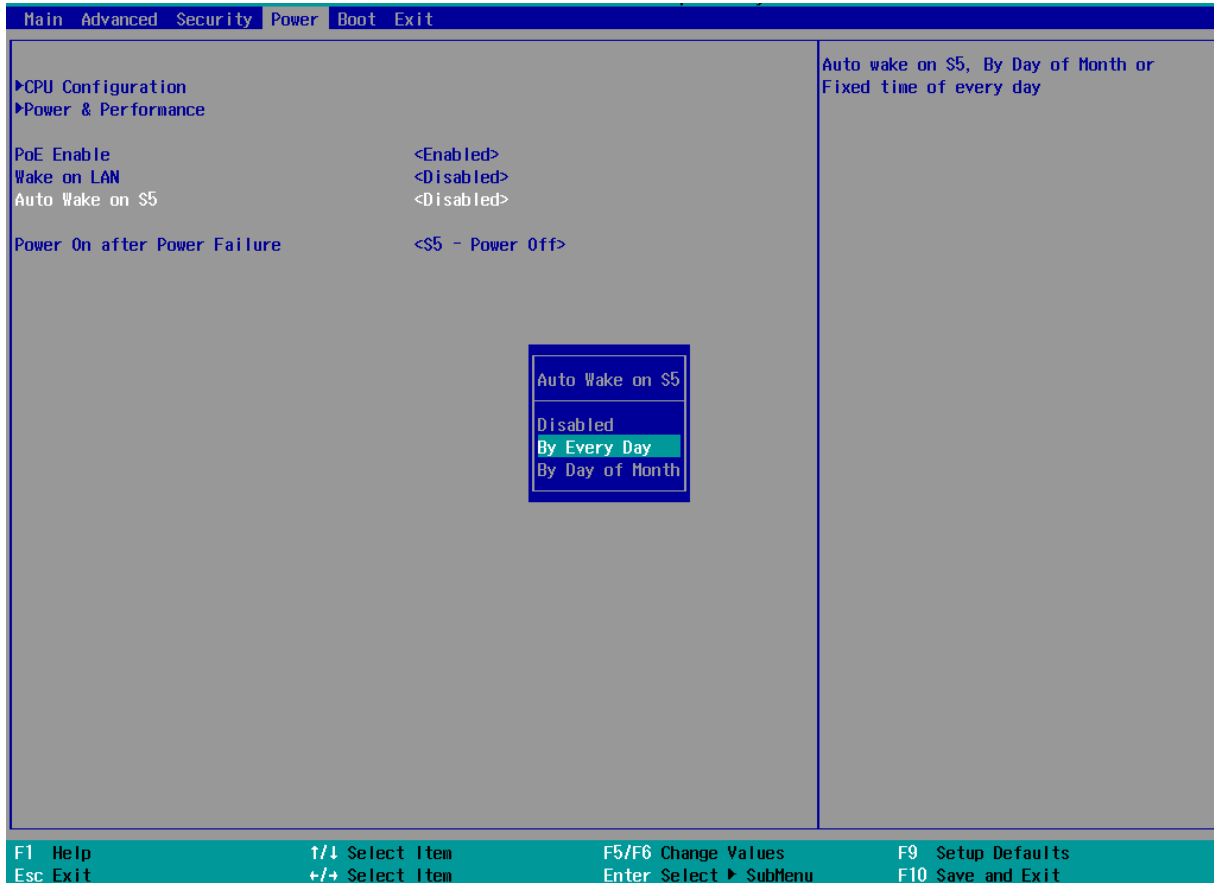 Main Advanced Security Power Boot Exit
▶CPU Configuration
▶Power & Performance
PoE Enable <Enabled>
Wake on LAN <Disabled>
Auto Wake on S5 <Disabled>
Power On after Power Failure <S5 - Power Off>
Auto wake on S5, By Day of Month or
Fixed time of every day
Auto Wake on S5
Disabled
By Every Day
By Day of Month
F1 Help ↑/↓ Select Item F5/F6 Change Values F9 Setup Defaults
Esc Exit ←/→ Select Item Enter Select ▶ SubMenu F10 Save and Exit